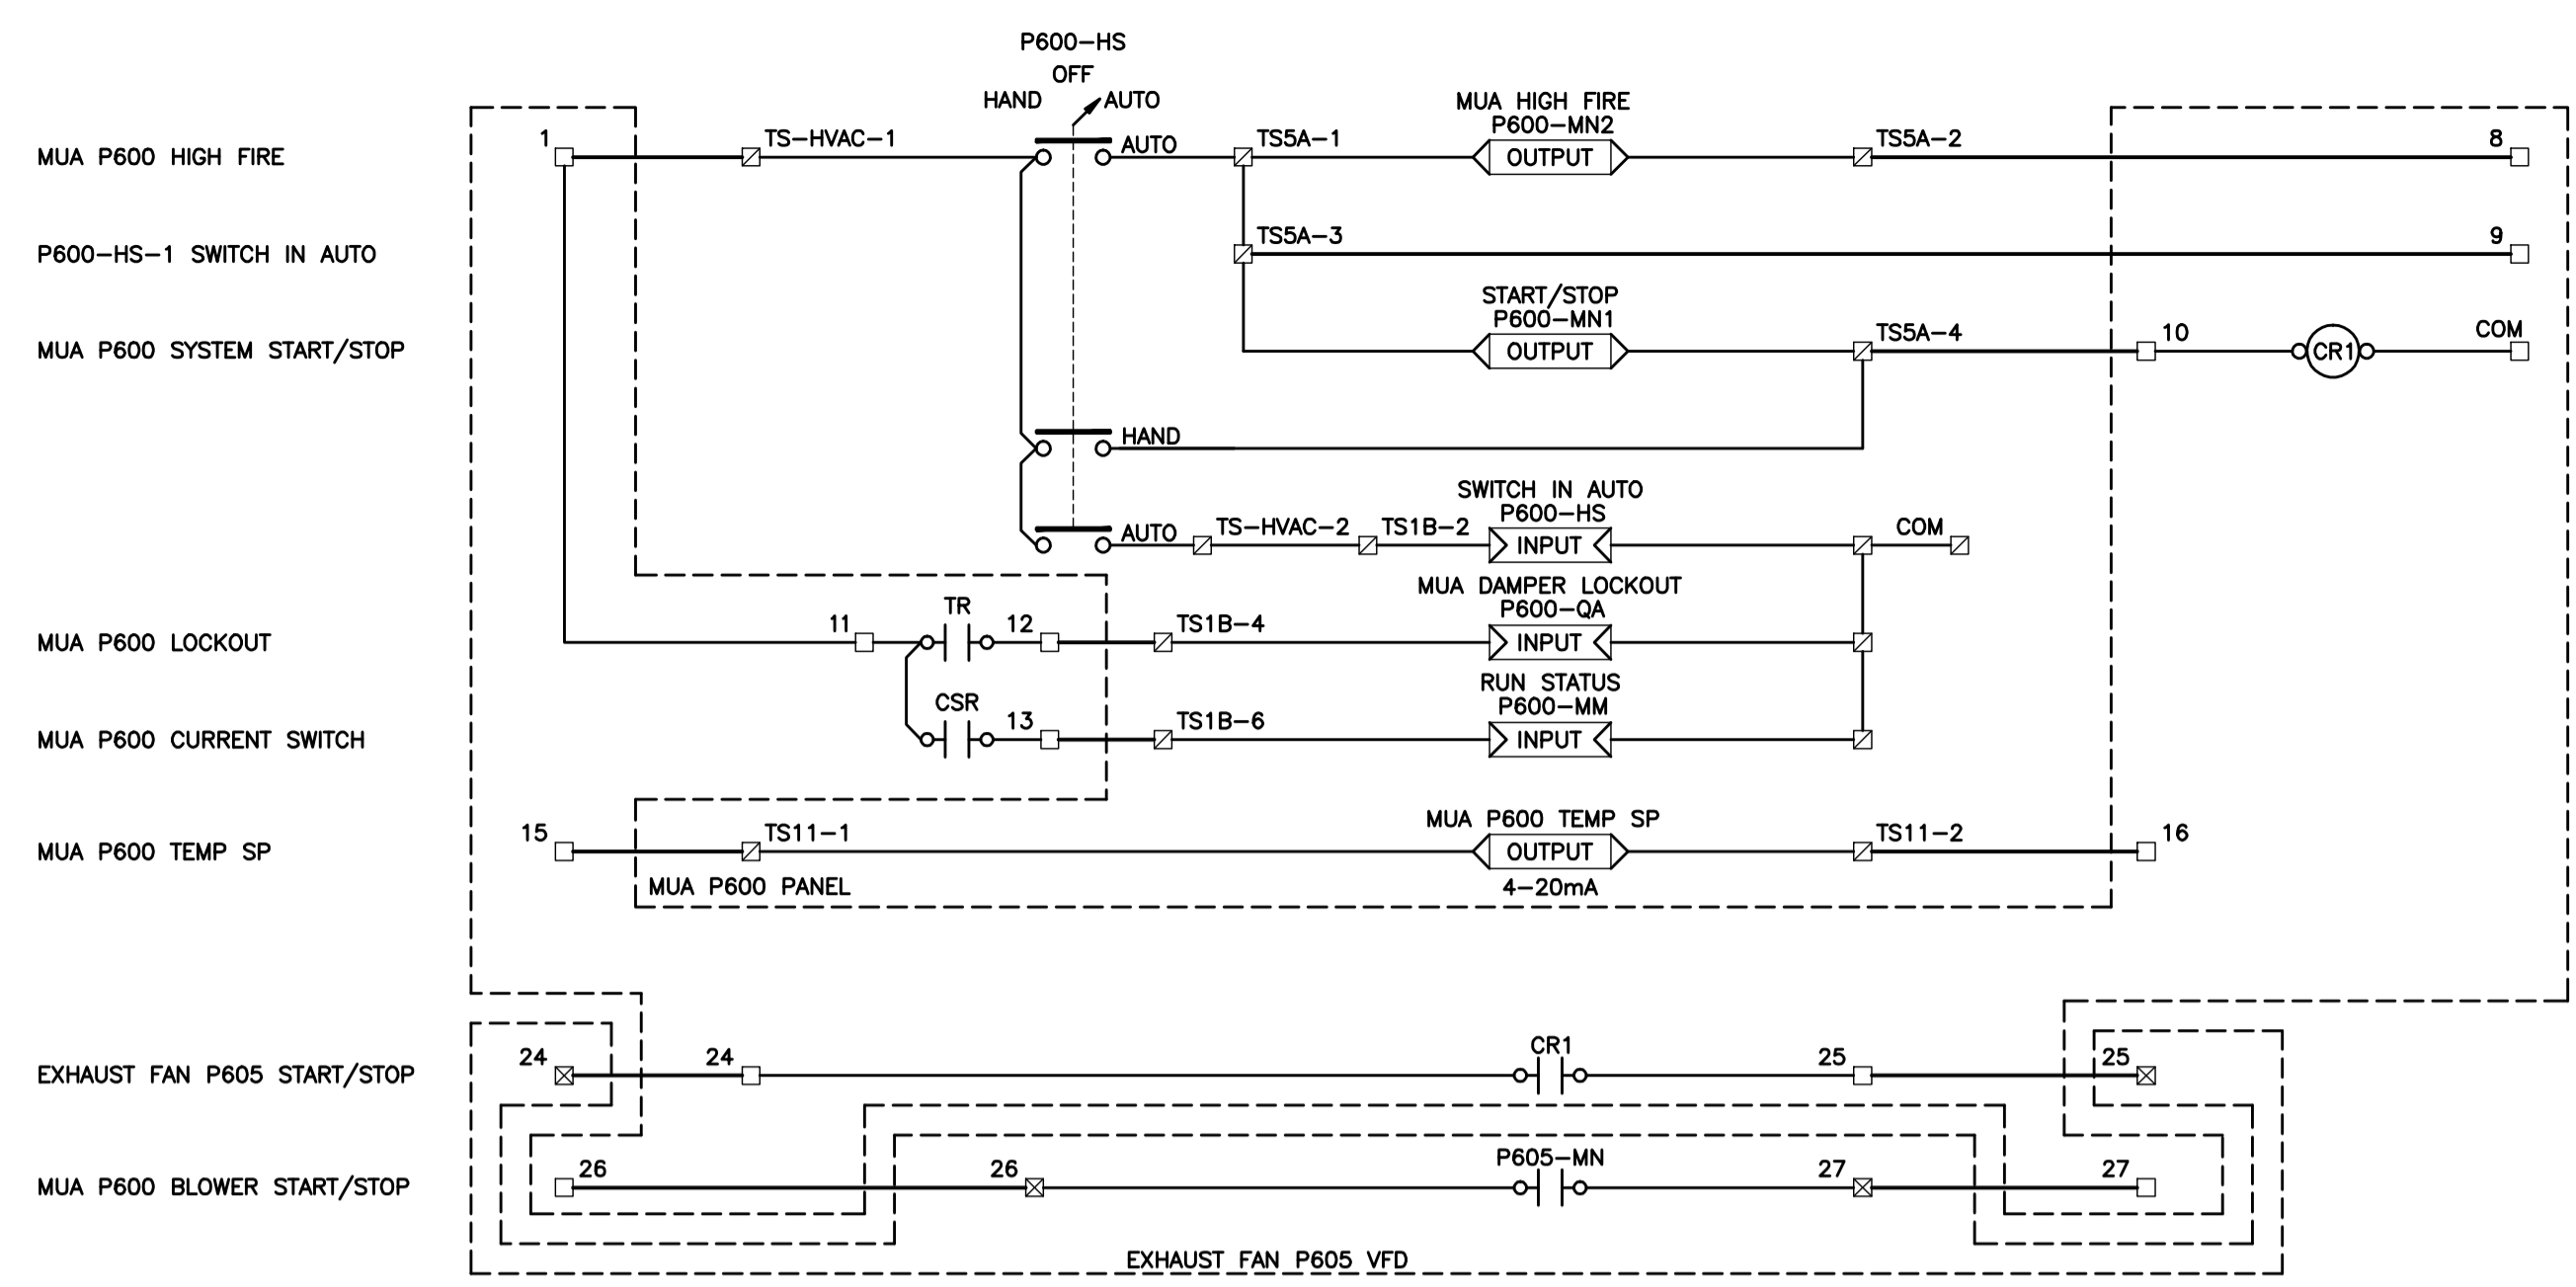 P600-HS
OFF
HAND AUTO
MUA P600 HIGH FIRE
1
TS-HVAC-1
AUTO
TS5A-1
MUA HIGH FIRE
P600-MN2
OUTPUT
TS5A-2
8
P600-HS-1 SWITCH IN AUTO
TS5A-3
9
MUA P600 SYSTEM START/STOP
START/STOP
P600-MN1
OUTPUT
TS5A-4
10
CR1
COM
HAND
AUTO
TS-HVAC-2
TS1B-2
SWITCH IN AUTO
P600-HS
INPUT
COM
MUA P600 LOCKOUT
11
TR
12
TS1B-4
MUA DAMPER LOCKOUT
P600-QA
INPUT
MUA P600 CURRENT SWITCH
CSR
13
TS1B-6
RUN STATUS
P600-MM
INPUT
MUA P600 TEMP SP
15
TS11-1
MUA P600 TEMP SP
OUTPUT
4-20mA
TS11-2
16
MUA P600 PANEL
EXHAUST FAN P605 START/STOP
24
24
CR1
25
25
MUA P600 BLOWER START/STOP
26
26
P605-MN
27
27
EXHAUST FAN P605 VFD